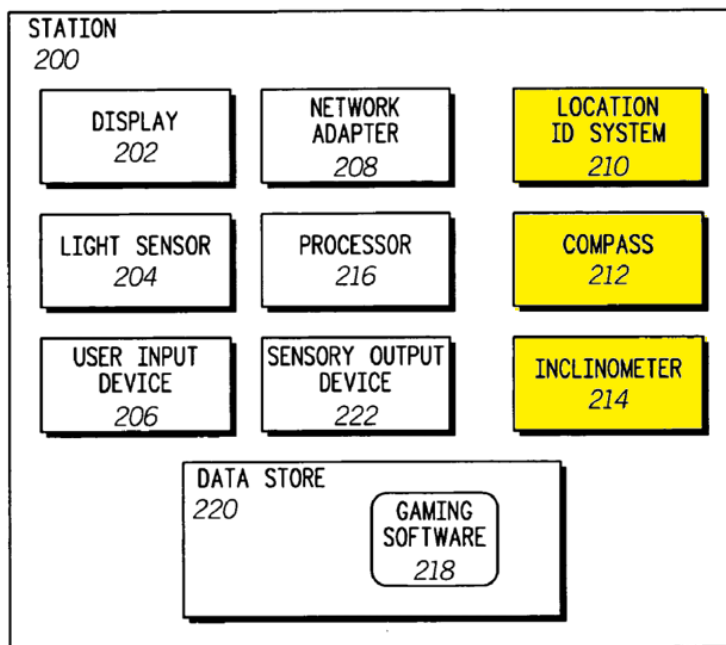 STATION
200
DISPLAY
202
NETWORK
ADAPTER
208
LOCATION
ID SYSTEM
210
LIGHT SENSOR
204
PROCESSOR
216
COMPASS
212
USER INPUT
DEVICE
206
SENSORY OUTPUT
DEVICE
222
INCLINOMETER
214
DATA STORE
220
GAMING
SOFTWARE
218